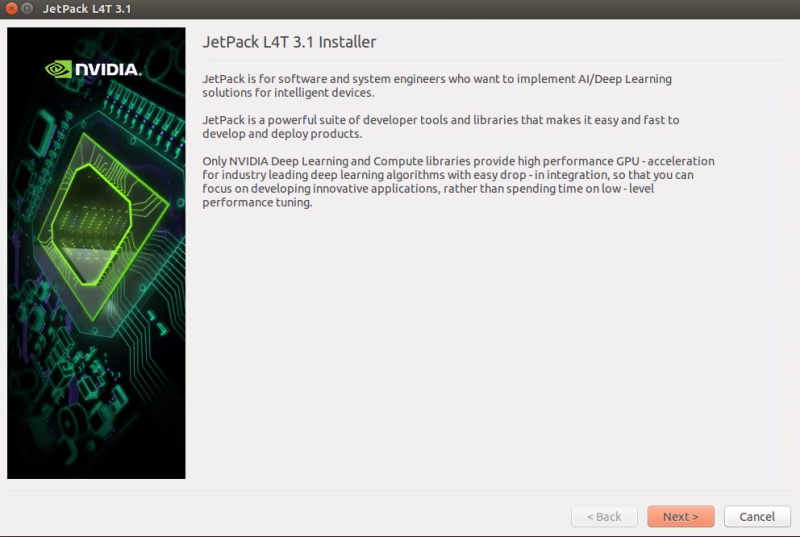 JetPack L4T 3.1
NVIDIA.
JetPack L4T 3.1 Installer
JetPack is for software and system engineers who want to implement AI/Deep Learning
solutions for intelligent devices.
JetPack is a powerful suite of developer tools and libraries that makes it easy and fast to
develop and deploy products.
Only NVIDIA Deep Learning and Compute libraries provide high performance GPU - acceleration
for industry leading deep learning algorithms with easy drop - in integration, so that you can
focus on developing innovative applications, rather than spending time on low - level
performance tuning.
< Back Next > Cancel